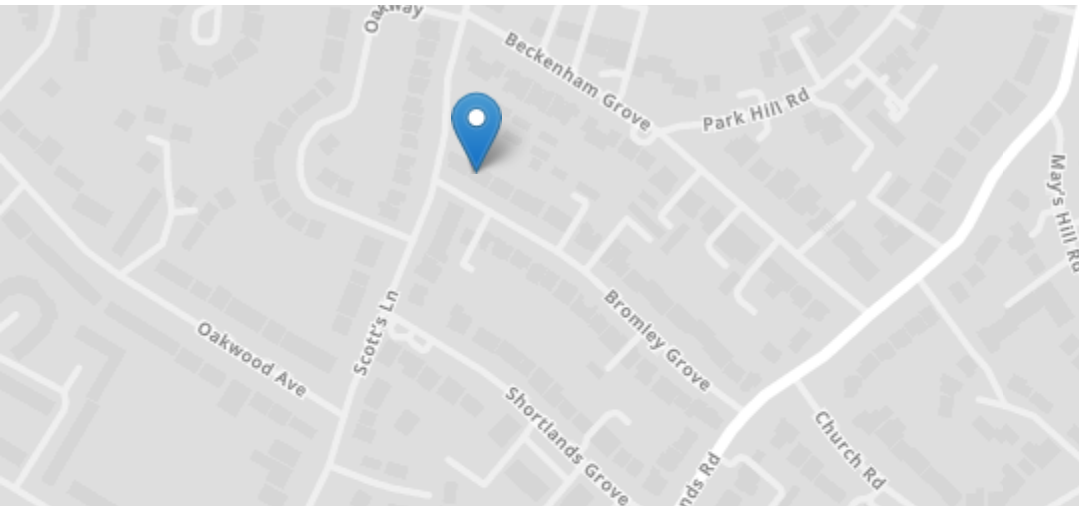 Oakway
Beckenham Grove
Park Hill Rd
May's Hill Rd
Scott's Ln
Oakwood Ave
Bromley Grove
Shortlands Grove
Church Rd
nds Rd